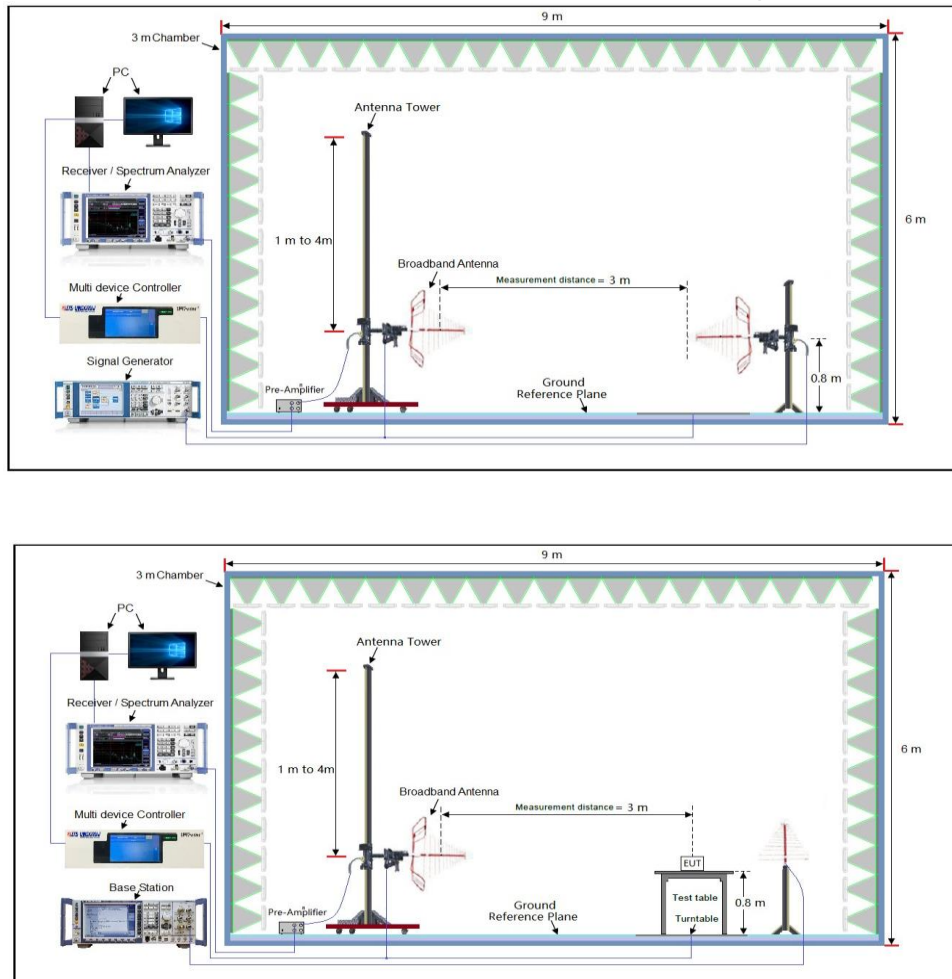 9 m
3 m Chamber
PC
Antenna Tower
Receiver / Spectrum Analyzer
6 m
1 m to 4m
Broadband Antenna
Measurement distance = 3 m
Multi device Controller
Signal Generator
0.8 m
Pre-Amplifier
Ground
Reference Plane
9 m
3 m Chamber
PC
Antenna Tower
Receiver / Spectrum Analyzer
6 m
1 m to 4m
Broadband Antenna
Measurement distance = 3 m
Multi device Controller
EUT
Base Station
Test table
0.8 m
Pre-Amplifier
Ground
Reference Plane
Turntable